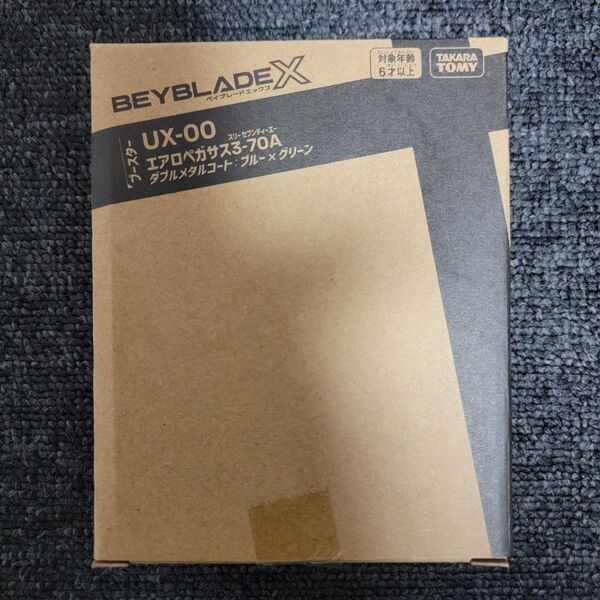 BEYBLADE X
ベイブレードエックス
対象年齢
6才以上
TAKARA
TOMY
ブースター
UX-00
スリーセブンティーエー
エアロペガサス3-70A
ダブルメタルコート:ブルー×グリーン